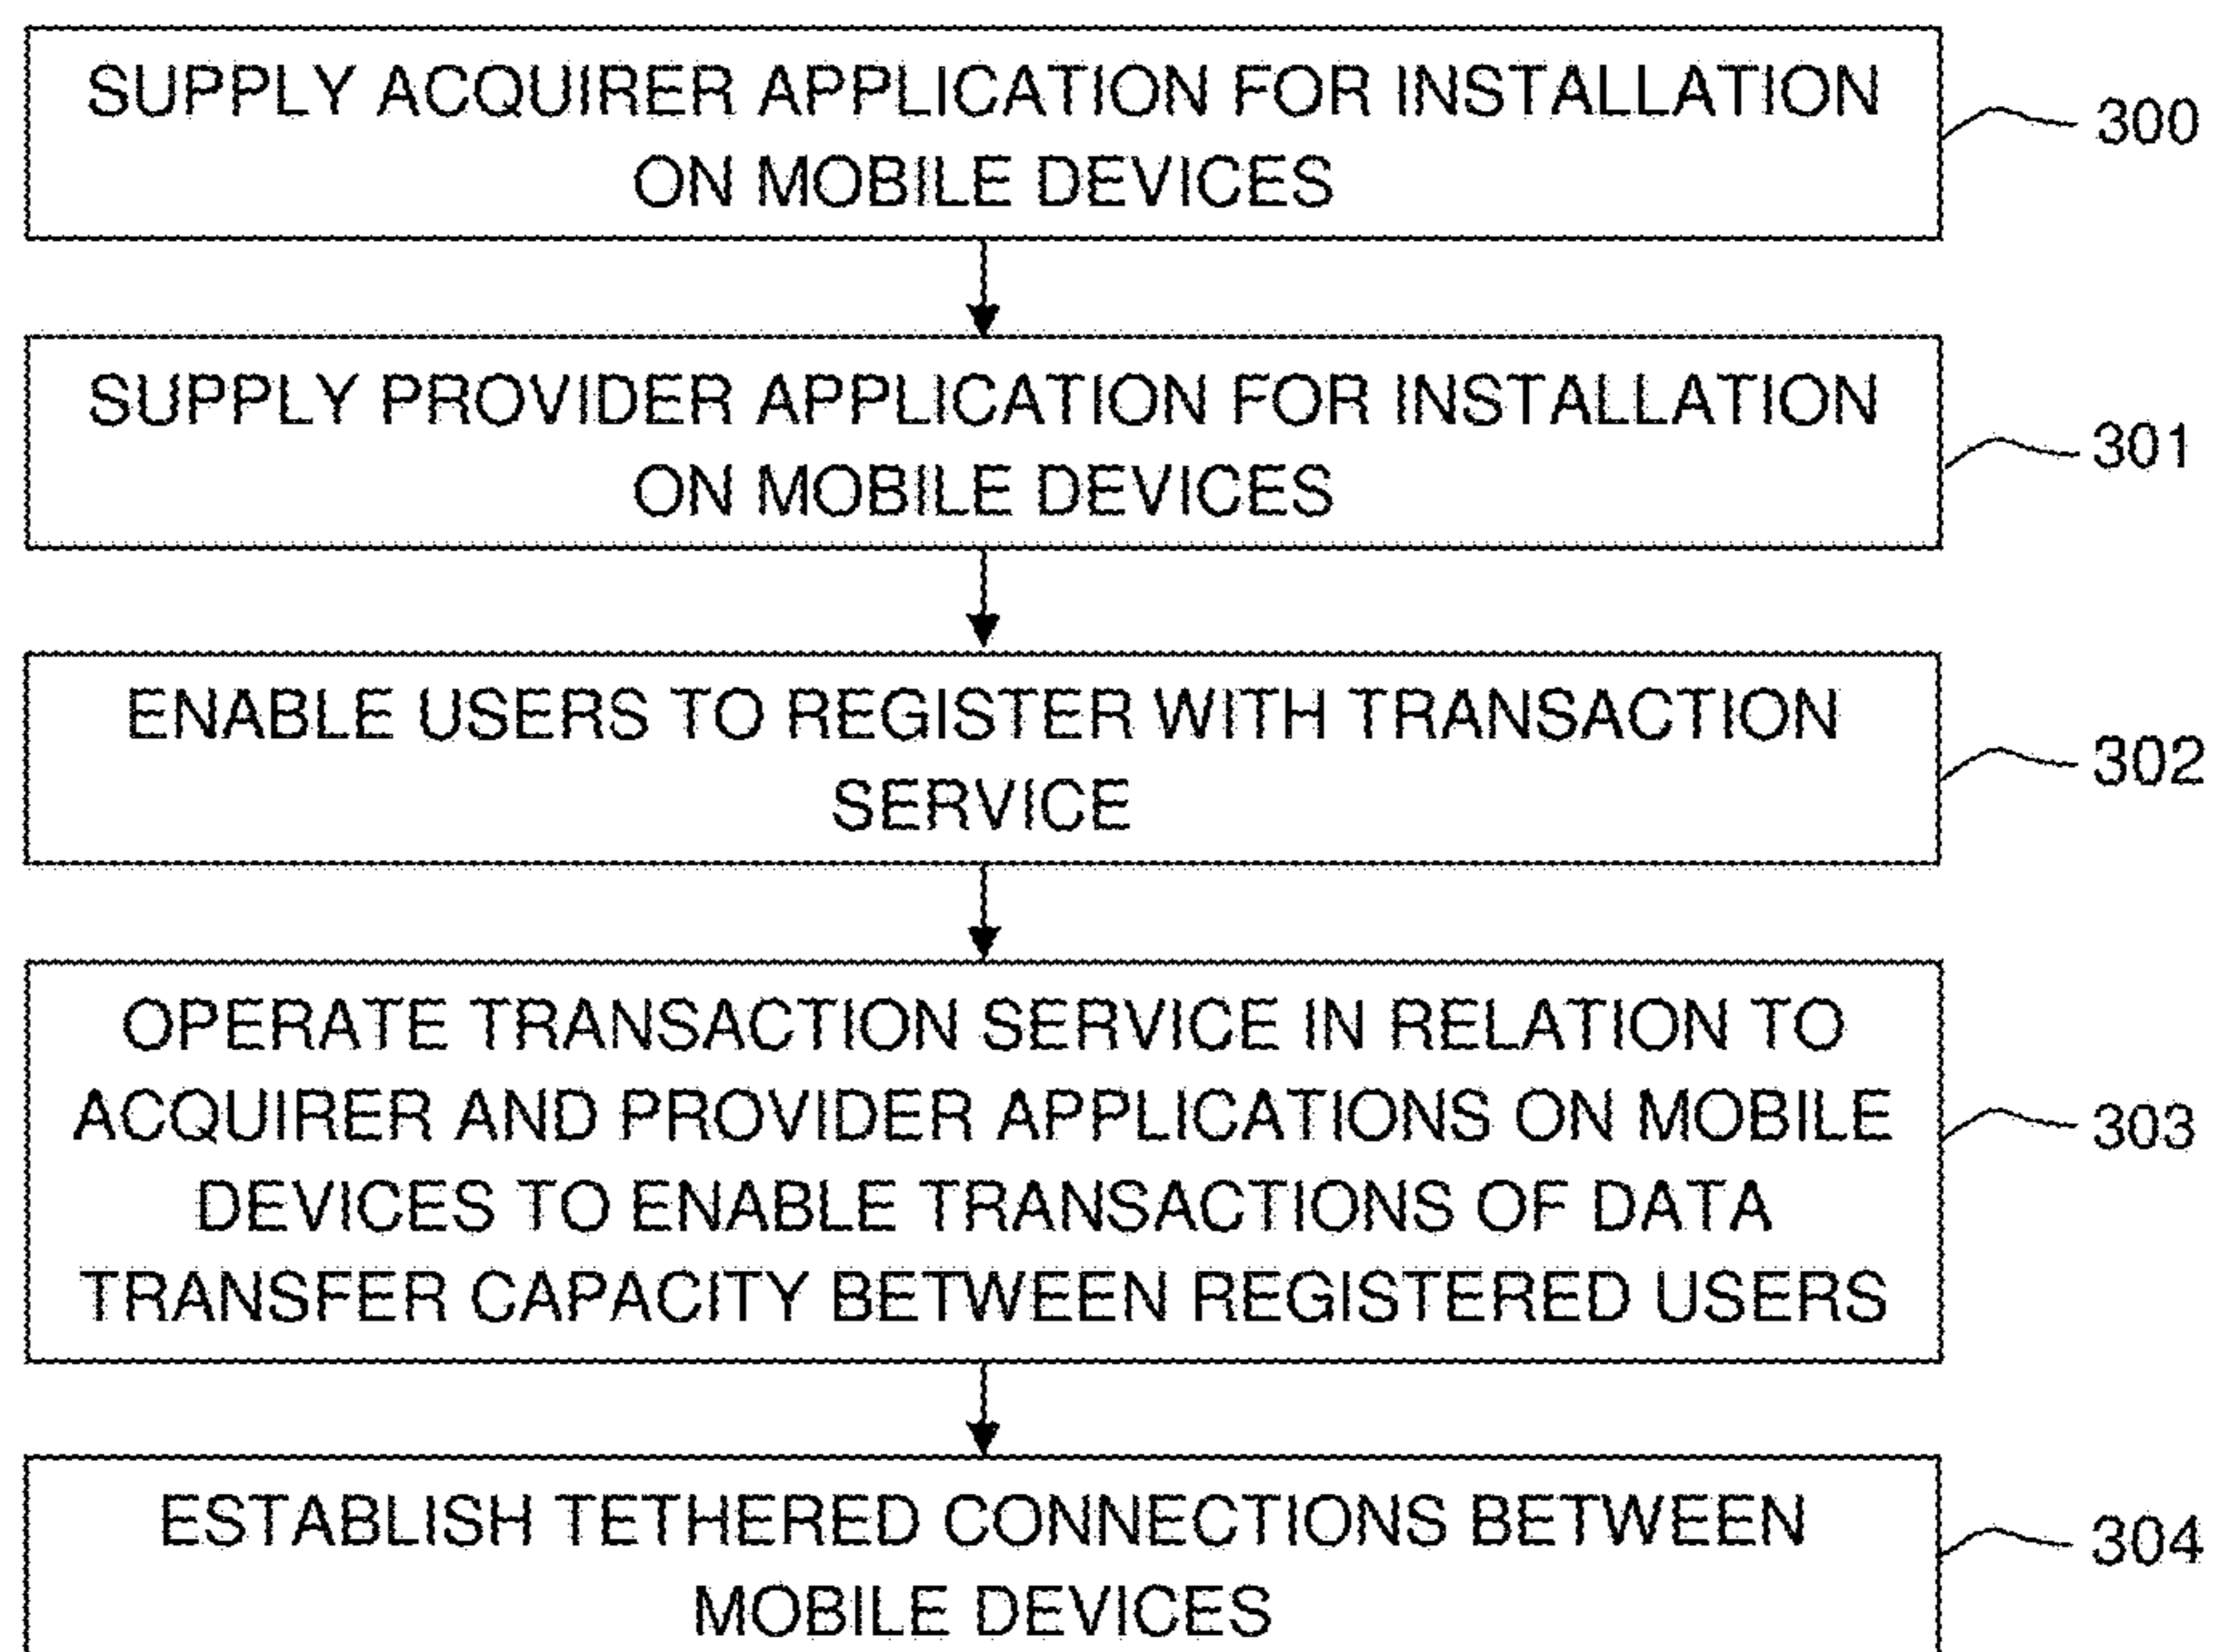 SUPPLY ACQUIRER APPLICATION FOR INSTALLATION
ON MOBILE DEVICES
300
SUPPLY PROVIDER APPLICATION FOR INSTALLATION
ON MOBILE DEVICES
301
ENABLE USERS TO REGISTER WITH TRANSACTION
SERVICE
302
OPERATE TRANSACTION SERVICE IN RELATION TO
ACQUIRER AND PROVIDER APPLICATIONS ON MOBILE
DEVICES TO ENABLE TRANSACTIONS OF DATA
TRANSFER CAPACITY BETWEEN REGISTERED USERS
303
ESTABLISH TETHERED CONNECTIONS BETWEEN
MOBILE DEVICES
304